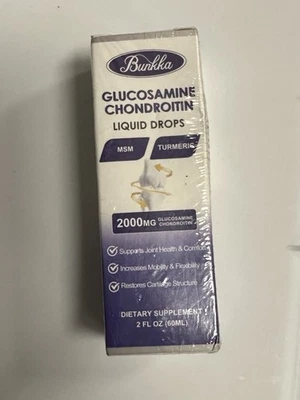 Bunkka
GLUCOSAMINE
CHONDROITIN
LIQUID DROPS
MSM TURMERIC
2000MG GLUCOSAMINE
CHONDROITIN
Supports Joint Health & Comfort
Increases Mobility & Flexibility
Restores Cartilage Structure
DIETARY SUPPLEMENT
2 FL OZ (60ML)